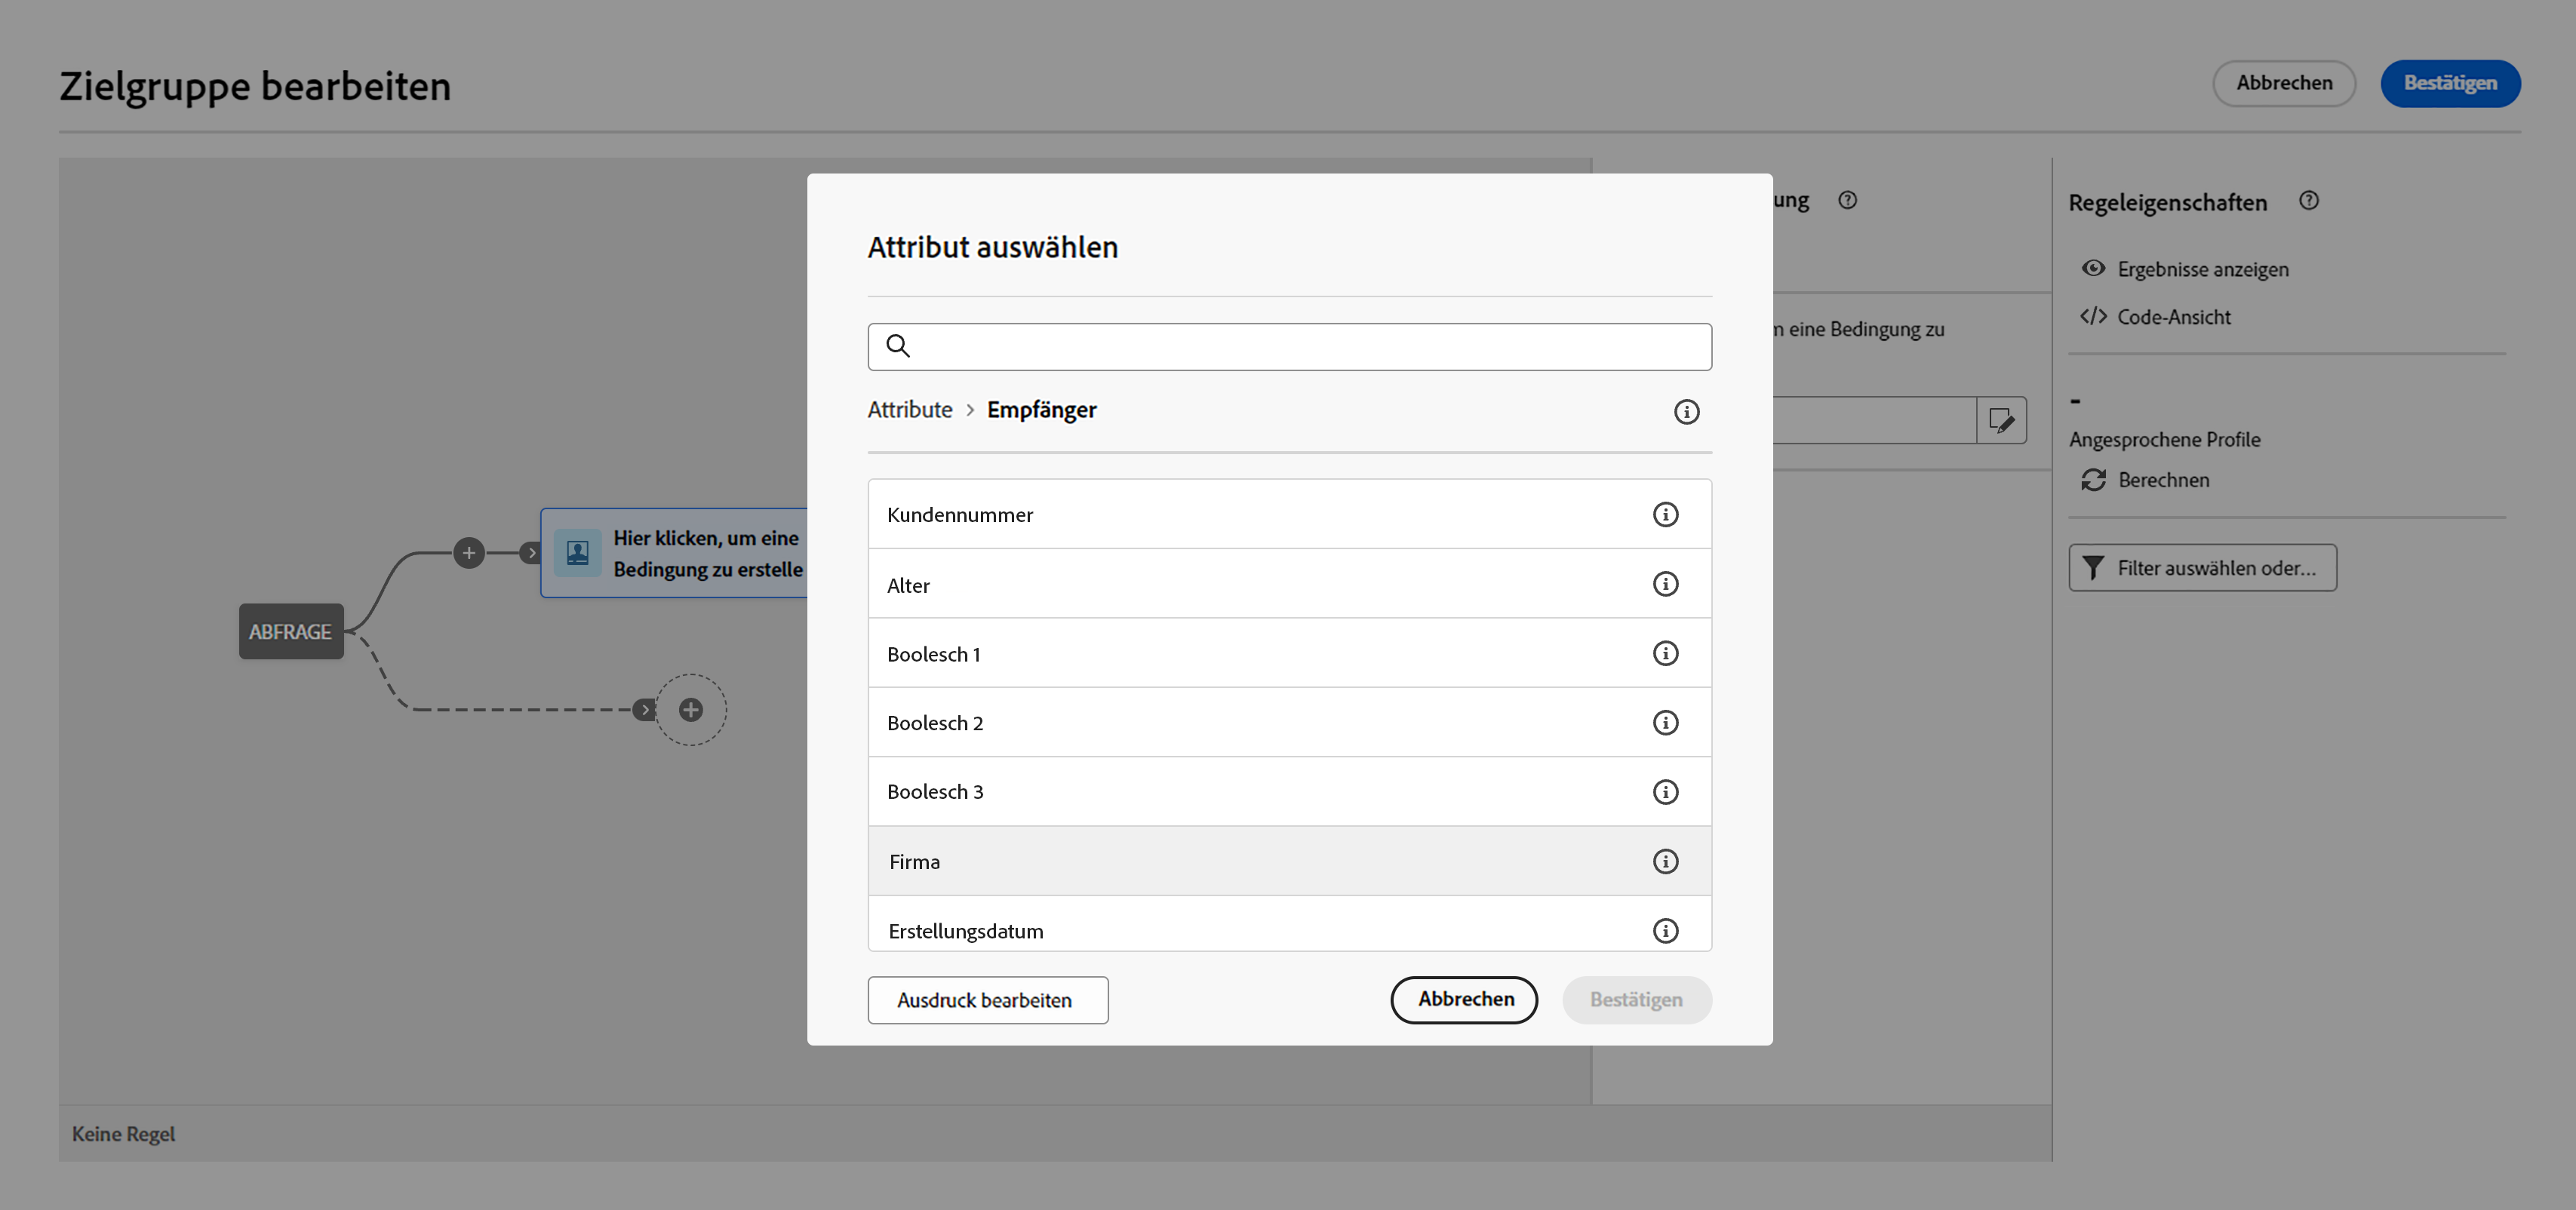 Zielgruppe bearbeiten
Abbrechen
Bestätigen
Attribut auswählen
Attribute > Empfänger
Kundennummer
Alter
Boolesch 1
Boolesch 2
Boolesch 3
Firma
Erstellungsdatum
Ausdruck bearbeiten
Abbrechen
Bestätigen
ABFRAGE
Hier klicken, um eine
Bedingung zu erstelle
ung
m eine Bedingung zu
Regeleigenschaften
Ergebnisse anzeigen
</> Code-Ansicht
-
Angesprochene Profile
Berechnen
Filter auswählen oder...
Keine Regel